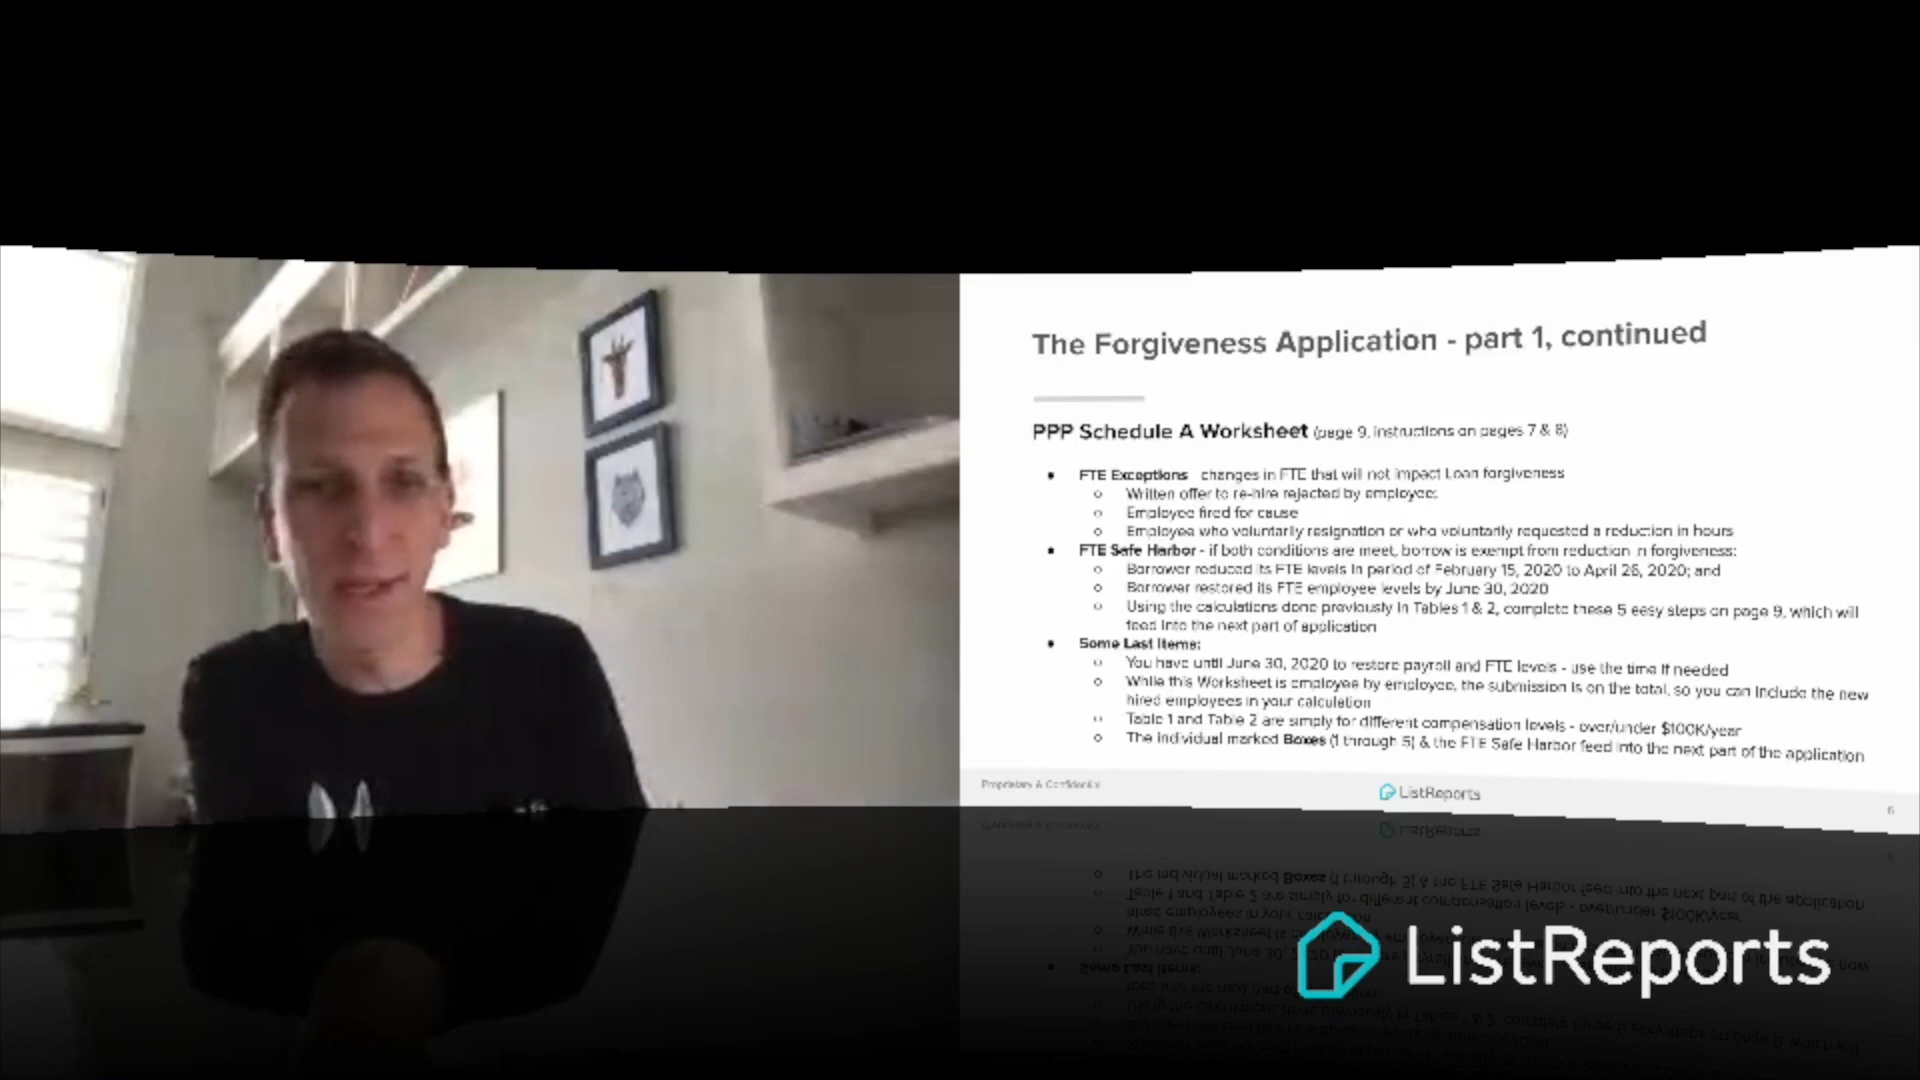 The Forgiveness Application - part 1, continued
PPP Schedule A Worksheet (page 9, instructions on pages 7 & 8)
● FTE Exceptions - changes in FTE that will not impact Loan forgiveness
○ Written offer to re-hire rejected by employee;
○ Employee fired for cause
○ Employee who voluntarily resignation or who voluntarily requested a reduction in hours
● FTE Safe Harbor - if both conditions are meet, borrow is exempt from reduction in forgiveness:
○ Borrower reduced its FTE levels in period of February 15, 2020 to April 26, 2020; and
○ Borrower restored its FTE employee levels by June 30, 2020
○ Using the calculations done previously in Tables 1 & 2, complete these 5 easy steps on page 9, which will
feed into the next part of application
● Some Last Items:
○ You have until June 30, 2020 to restore payroll and FTE levels - use the time if needed
○ While this Worksheet is employee by employee, the submission is on the total, so you can include the new
hired employees in your calculation
○ Table 1 and Table 2 are simply for different compensation levels - over/under $100K/year
○ The individual marked Boxes (1 through 5) & the FTE Safe Harbor feed into the next part of the application
Proprietary & Confidential
ListReports
6
ListReports